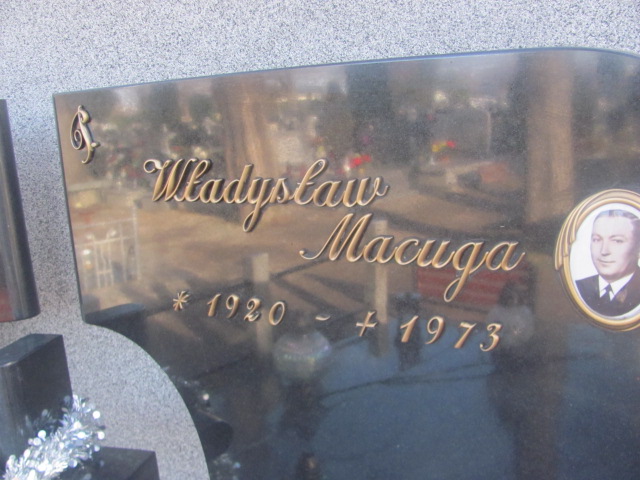 Ś.
Władysław
Macuga
* 1920 - + 1973